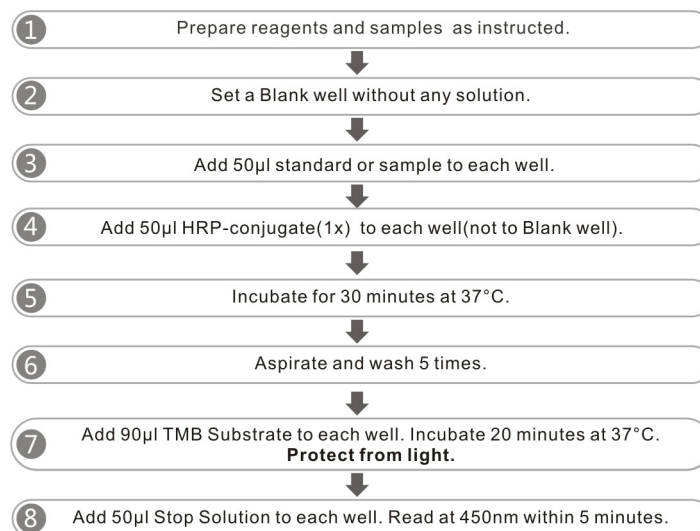 1 Prepare reagents and samples as instructed.
2 Set a Blank well without any solution.
3 Add 50µl standard or sample to each well.
4 Add 50µl HRP-conjugate(1x) to each well(not to Blank well).
5 Incubate for 30 minutes at 37°C.
6 Aspirate and wash 5 times.
7 Add 90µl TMB Substrate to each well. Incubate 20 minutes at 37°C.
Protect from light.
8 Add 50µl Stop Solution to each well. Read at 450nm within 5 minutes.